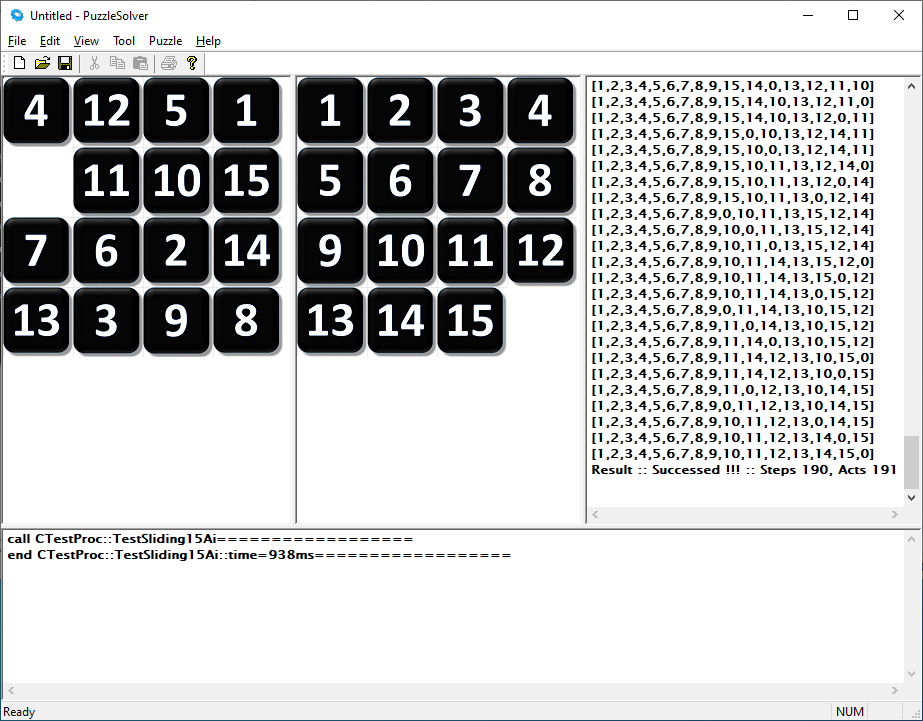 Untitled - PuzzleSolver
File Edit View Tool Puzzle Help
4 12 5 1
11 10 15
7 6 2 14
13 3 9 8
1 2 3 4
5 6 7 8
9 10 11 12
13 14 15
[1,2,3,4,5,6,7,8,9,15,14,0,13,12,11,10]
[1,2,3,4,5,6,7,8,9,15,14,10,13,12,11,0]
[1,2,3,4,5,6,7,8,9,15,14,10,13,12,0,11]
[1,2,3,4,5,6,7,8,9,15,0,10,13,12,14,11]
[1,2,3,4,5,6,7,8,9,15,10,0,13,12,14,11]
[1,2,3,4,5,6,7,8,9,15,10,11,13,12,14,0]
[1,2,3,4,5,6,7,8,9,15,10,11,13,12,0,14]
[1,2,3,4,5,6,7,8,9,15,10,11,13,0,12,14]
[1,2,3,4,5,6,7,8,9,0,10,11,13,15,12,14]
[1,2,3,4,5,6,7,8,9,10,0,11,13,15,12,14]
[1,2,3,4,5,6,7,8,9,10,11,0,13,15,12,14]
[1,2,3,4,5,6,7,8,9,10,11,14,13,15,12,0]
[1,2,3,4,5,6,7,8,9,10,11,14,13,15,0,12]
[1,2,3,4,5,6,7,8,9,10,11,14,13,0,15,12]
[1,2,3,4,5,6,7,8,9,0,11,14,13,10,15,12]
[1,2,3,4,5,6,7,8,9,11,0,14,13,10,15,12]
[1,2,3,4,5,6,7,8,9,11,14,0,13,10,15,12]
[1,2,3,4,5,6,7,8,9,11,14,12,13,10,15,0]
[1,2,3,4,5,6,7,8,9,11,14,12,13,10,0,15]
[1,2,3,4,5,6,7,8,9,11,0,12,13,10,14,15]
[1,2,3,4,5,6,7,8,9,0,11,12,13,10,14,15]
[1,2,3,4,5,6,7,8,9,10,11,12,13,0,14,15]
[1,2,3,4,5,6,7,8,9,10,11,12,13,14,0,15]
[1,2,3,4,5,6,7,8,9,10,11,12,13,14,15,0]
Result :: Successed !!! :: Steps 190, Acts 191
call CTestProc::TestSliding15Ai==================
end CTestProc::TestSliding15Ai::time=938ms==================
Ready
NUM